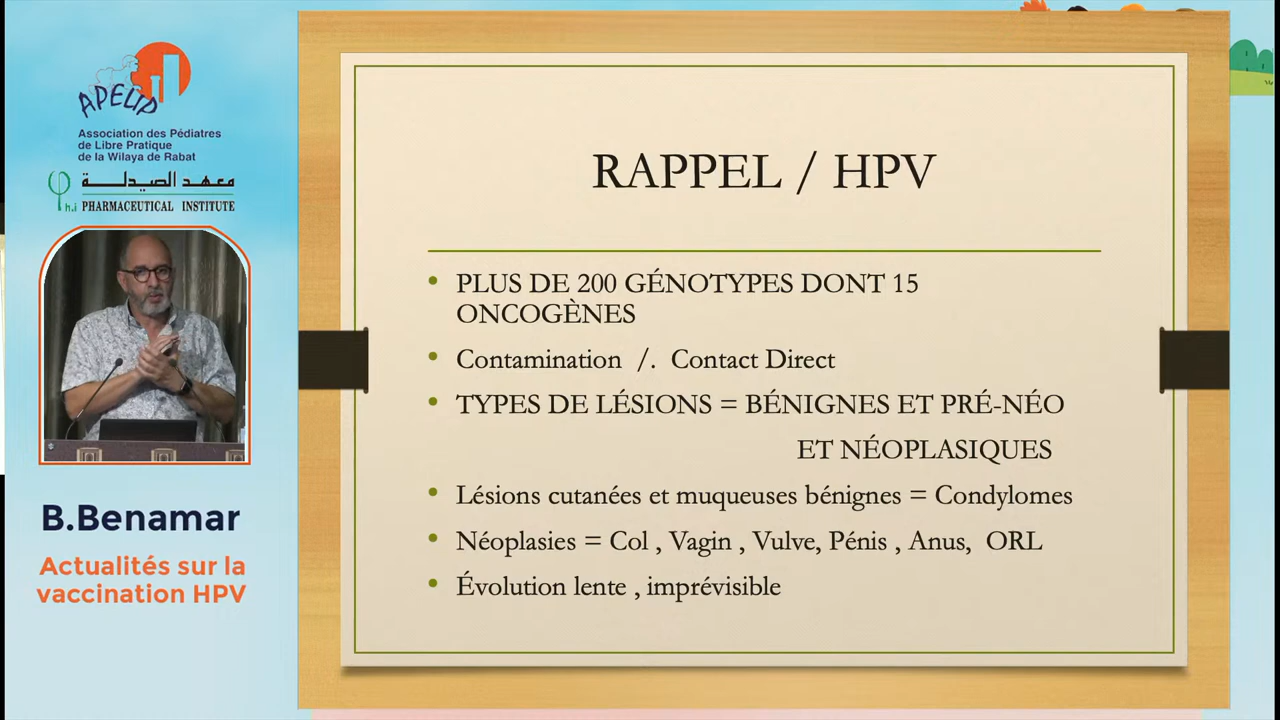 APELIP
Association des Pédiatres
de Libre Pratique
de la Wilaya de Rabat
معهد الصيدلة
h.i PHARMACEUTICAL INSTITUTE
B.Benamar
Actualités sur la
vaccination HPV
RAPPEL / HPV
• PLUS DE 200 GÉNOTYPES DONT 15
ONCOGÈNES
• Contamination /. Contact Direct
• TYPES DE LÉSIONS = BÉNIGNES ET PRÉ-NÉO
ET NÉOPLASIQUES
• Lésions cutanées et muqueuses bénignes = Condylomes
• Néoplasies = Col , Vagin , Vulve, Pénis , Anus, ORL
• Évolution lente , imprévisible